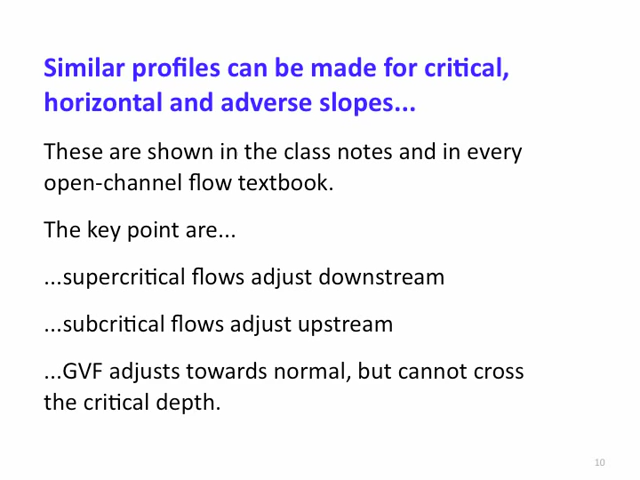 Similar profiles can be made for critical,
horizontal and adverse slopes...
These are shown in the class notes and in every
open-channel flow textbook.
The key point are...
...supercritical flows adjust downstream
...subcritical flows adjust upstream
...GVF adjusts towards normal, but cannot cross
the critical depth.
10